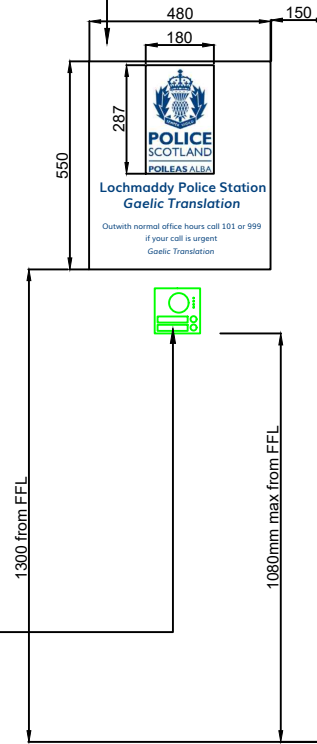 480
150
180
287
550
POLICE
SCOTLAND
POILEAS ALBA
Lochmaddy Police Station
Gaelic Translation
Outwith normal office hours call 101 or 999
if your call is urgent
Gaelic Translation
1300 from FFL
1080mm max from FFL